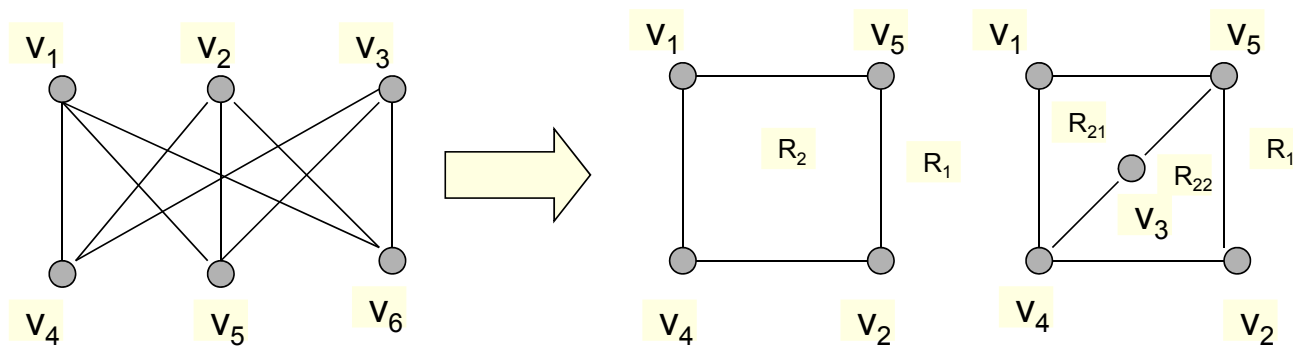 v₁ v₂ v₃
v₄ v₅ v₆
v₁ v₅
R₂ R₁
v₄ v₂
v₁ v₅
R₂₁ R₁
R₂₂
v₃
v₄ v₂